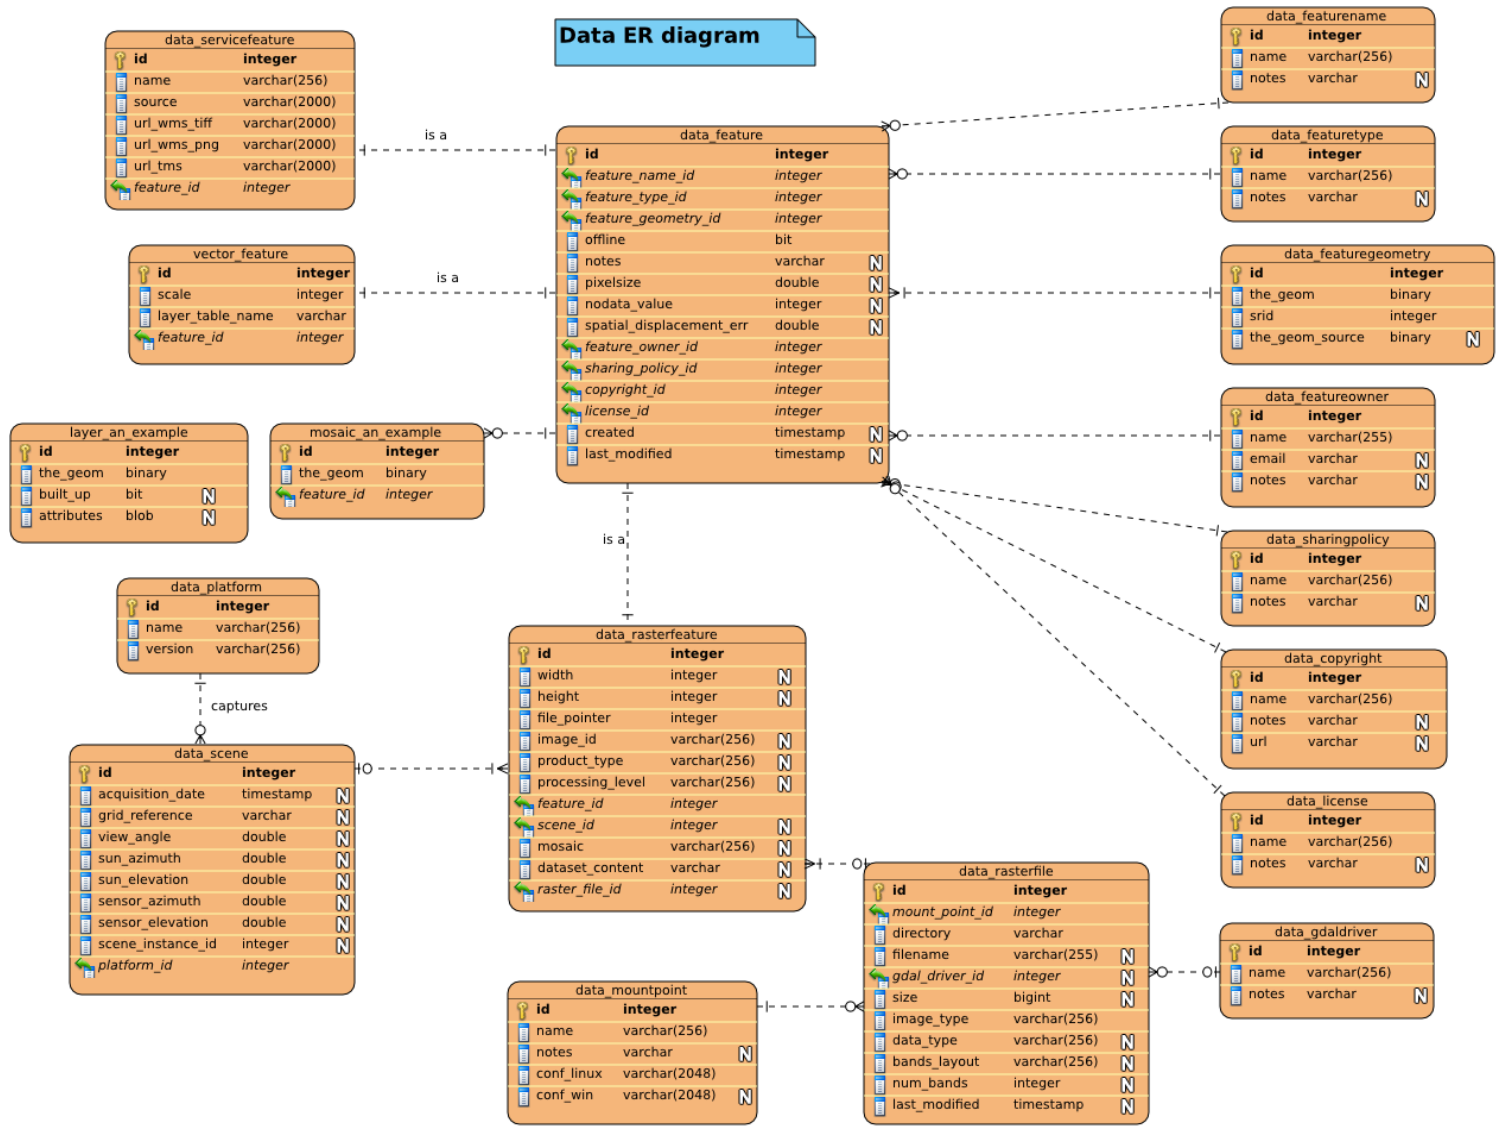 Data ER diagram
data_servicefeature
id integer
name varchar(256)
source varchar(2000)
url_wms_tiff varchar(2000)
url_wms_png varchar(2000)
url_tms varchar(2000)
feature_id integer
is a
vector_feature
id integer
scale integer
layer_table_name varchar
feature_id integer
is a
layer_an_example
id integer
the_geom binary
built_up bit N
attributes blob N
mosaic_an_example
id integer
the_geom binary
feature_id integer
data_feature
id integer
feature_name_id integer
feature_type_id integer
feature_geometry_id integer
offline bit
notes varchar N
pixelsize double N
nodata_value integer N
spatial_displacement_err double N
feature_owner_id integer
sharing_policy_id integer
copyright_id integer
license_id integer
created timestamp N
last_modified timestamp N
is a
data_featurename
id integer
name varchar(256)
notes varchar N
data_featuretype
id integer
name varchar(256)
notes varchar N
data_featuregeometry
id integer
the_geom binary
srid integer
the_geom_source binary N
data_featureowner
id integer
name varchar(255)
email varchar N
notes varchar N
data_sharingpolicy
id integer
name varchar(256)
notes varchar N
data_copyright
id integer
name varchar(256)
notes varchar N
url varchar N
data_license
id integer
name varchar(256)
notes varchar N
data_platform
id integer
name varchar(256)
version varchar(256)
captures
data_scene
id integer
acquisition_date timestamp N
grid_reference varchar N
view_angle double N
sun_azimuth double N
sun_elevation double N
sensor_azimuth double N
sensor_elevation double N
scene_instance_id integer N
platform_id integer
data_rasterfeature
id integer
width integer N
height integer N
file_pointer integer
image_id varchar(256) N
product_type varchar(256) N
processing_level varchar(256) N
feature_id integer
scene_id integer N
mosaic varchar(256) N
dataset_content varchar N
raster_file_id integer N
data_mountpoint
id integer
name varchar(256)
notes varchar N
conf_linux varchar(2048)
conf_win varchar(2048) N
data_rasterfile
id integer
mount_point_id integer
directory varchar
filename varchar(255) N
gdal_driver_id integer N
size bigint N
image_type varchar(256)
data_type varchar(256) N
bands_layout varchar(256) N
num_bands integer N
last_modified timestamp N
data_gdaldriver
id integer
name varchar(256)
notes varchar N